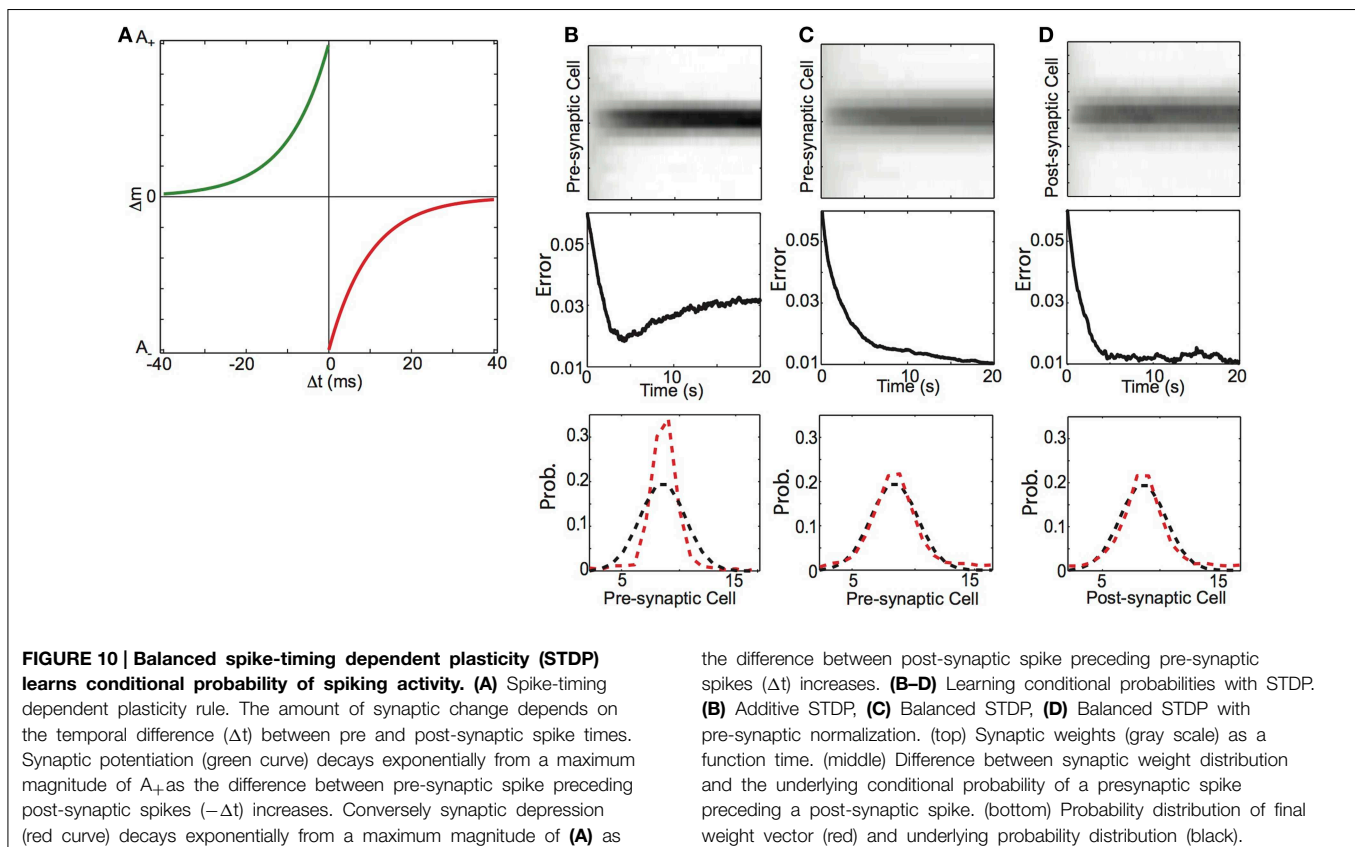 A
A+
Δm
0
A-
-40
-20
0
20
40
Δt (ms)
B
Pre-synaptic Cell
0.05
0.03
0.01
Error
0
10
20
Time (s)
0.3
0.2
0.1
0
Prob.
5
15
Pre-synaptic Cell
C
Pre-synaptic Cell
0.05
0.03
0.01
Error
0
10
20
Time (s)
0.3
0.2
0.1
0
Prob.
5
15
Pre-synaptic Cell
D
Post-synaptic Cell
0.05
0.03
0.01
Error
0
10
20
Time (s)
0.3
0.2
0.1
0
Prob.
5
15
Post-synaptic Cell
FIGURE 10 | Balanced spike-timing dependent plasticity (STDP)
learns conditional probability of spiking activity. (A) Spike-timing
dependent plasticity rule. The amount of synaptic change depends on
the temporal difference (Δt) between pre and post-synaptic spike times.
Synaptic potentiation (green curve) decays exponentially from a maximum
magnitude of A+as the difference between pre-synaptic spike preceding
post-synaptic spikes (−Δt) increases. Conversely synaptic depression
(red curve) decays exponentially from a maximum magnitude of (A) as
the difference between post-synaptic spike preceding pre-synaptic
spikes (Δt) increases. (B–D) Learning conditional probabilities with STDP.
(B) Additive STDP, (C) Balanced STDP, (D) Balanced STDP with
pre-synaptic normalization. (top) Synaptic weights (gray scale) as a
function time. (middle) Difference between synaptic weight distribution
and the underlying conditional probability of a presynaptic spike
preceding a post-synaptic spike. (bottom) Probability distribution of final
weight vector (red) and underlying probability distribution (black).